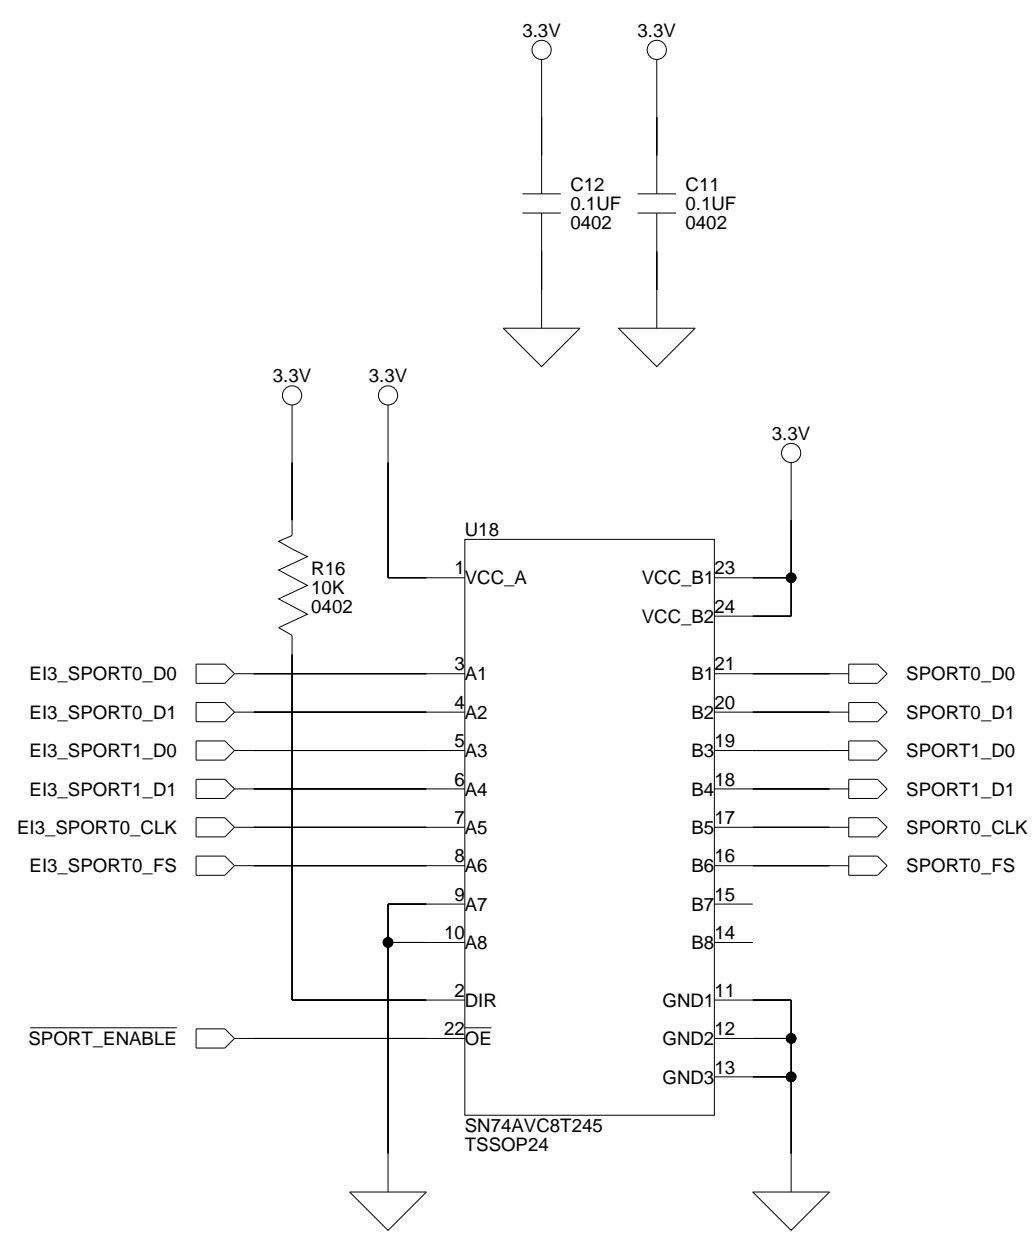 3.3V 3.3V
C12 C11
0.1UF 0.1UF
0402 0402
3.3V 3.3V
3.3V
U18
R16
10K
0402
1 VCC_A VCC_B1 23
VCC_B2 24
EI3_SPORT0_D0 3 A1 B1 21 SPORT0_D0
EI3_SPORT0_D1 4 A2 B2 20 SPORT0_D1
EI3_SPORT1_D0 5 A3 B3 19 SPORT1_D0
EI3_SPORT1_D1 6 A4 B4 18 SPORT1_D1
EI3_SPORT0_CLK 7 A5 B5 17 SPORT0_CLK
EI3_SPORT0_FS 8 A6 B6 16 SPORT0_FS
9 A7 B7 15
10 A8 B8 14
2 DIR GND1 11
SPORT_ENABLE 22 OE GND2 12
GND3 13
SN74AVC8T245
TSSOP24